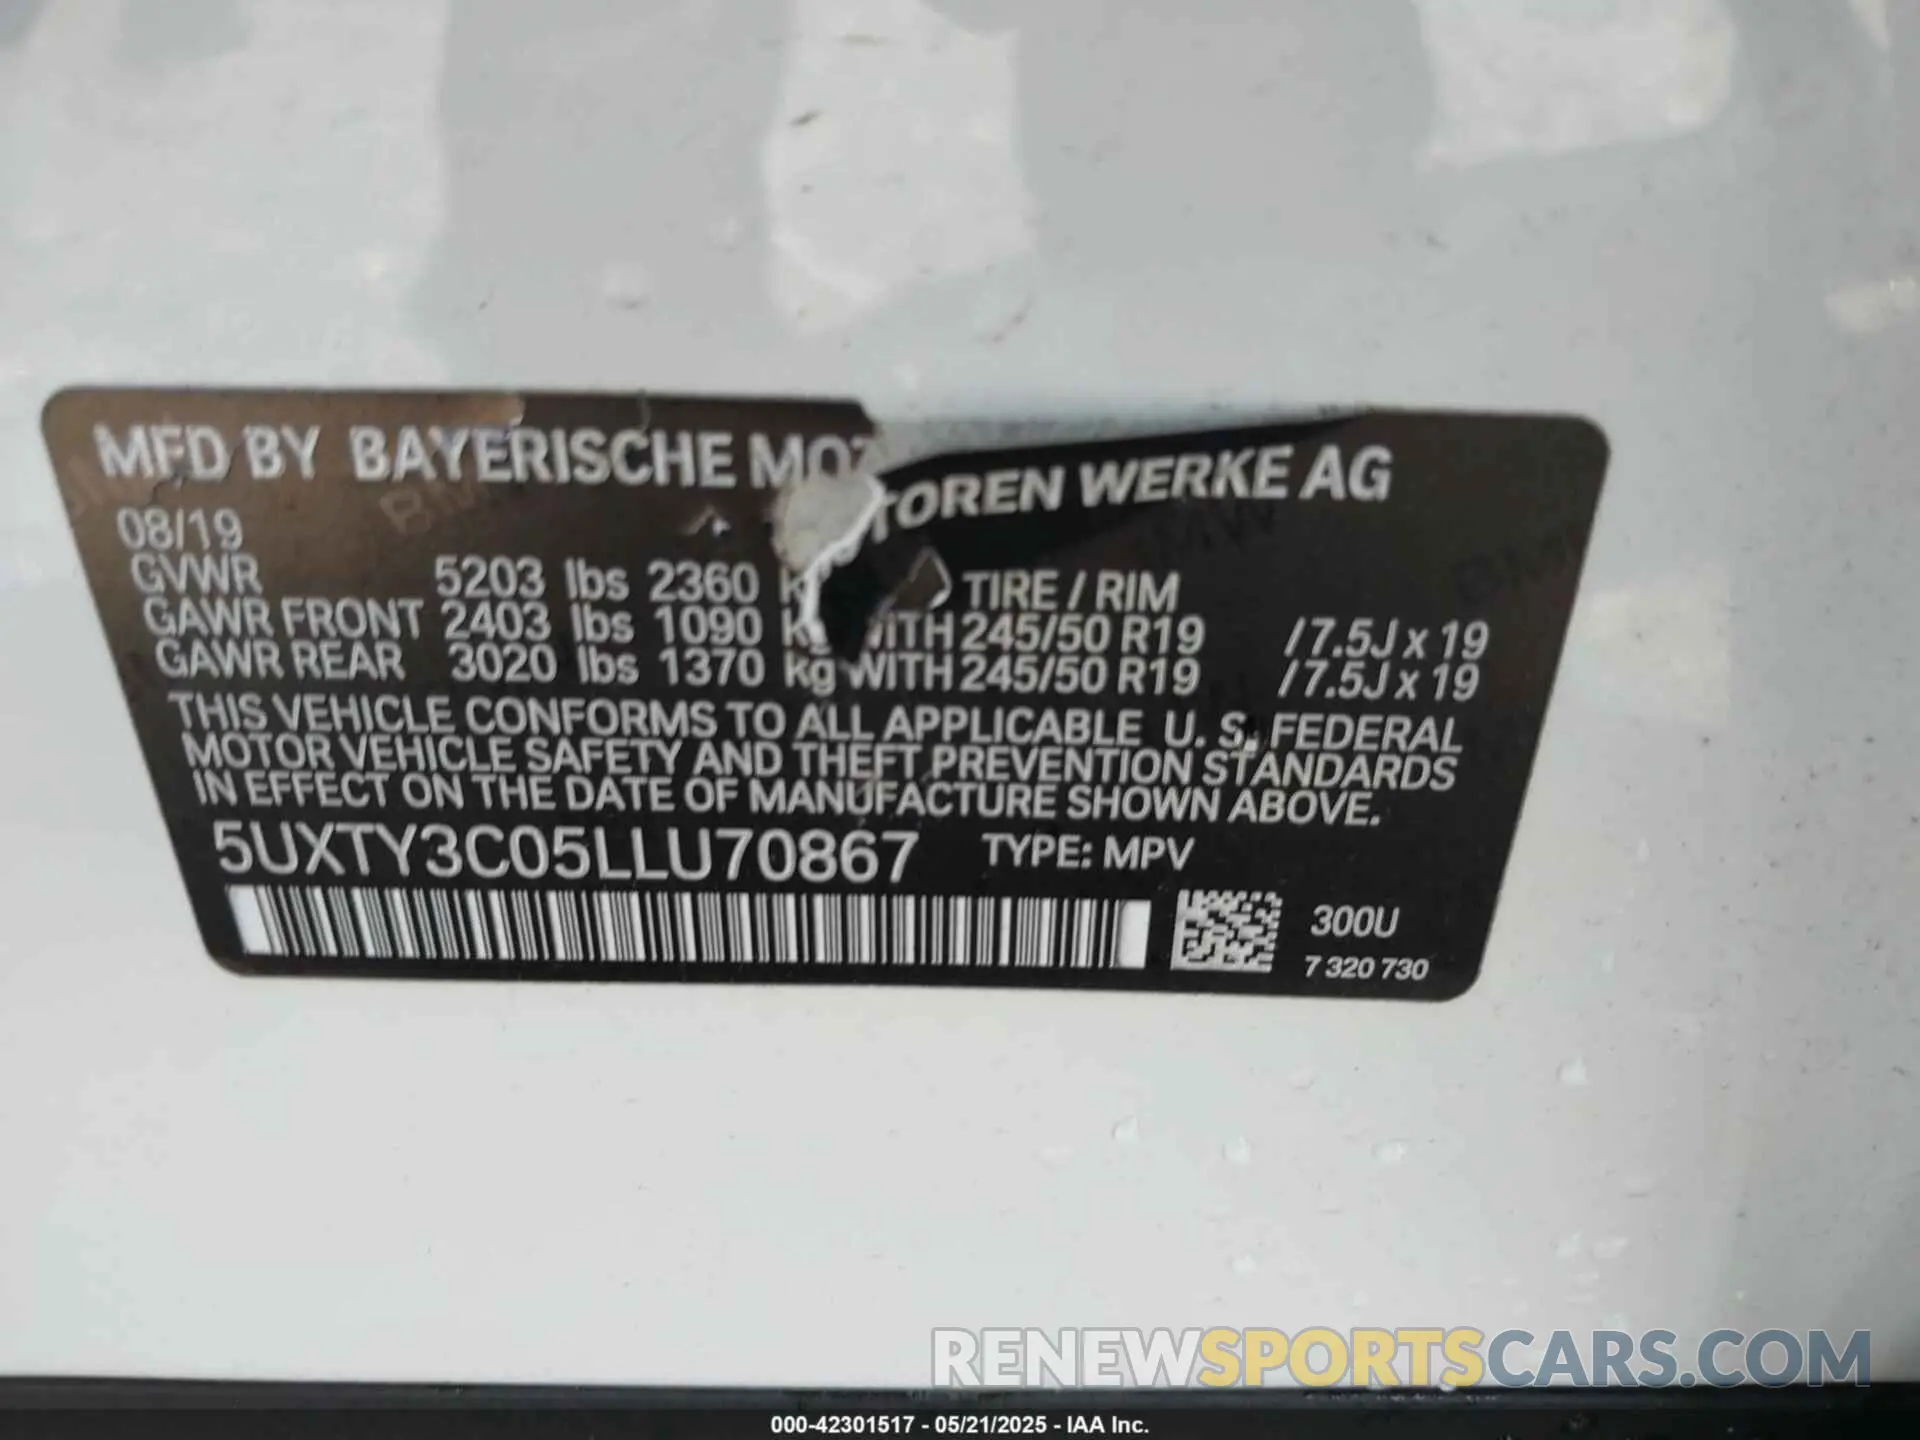 MFD BY BAYERISCHE MOTOREN WERKE AG
08/19
GVWR 5203 lbs 2360 k TIRE / RIM
GAWR FRONT 2403 lbs 1090 kg WITH 245/50 R19 /7.5J x 19
GAWR REAR 3020 lbs 1370 kg WITH 245/50 R19 /7.5J x 19
THIS VEHICLE CONFORMS TO ALL APPLICABLE U. S. FEDERAL
MOTOR VEHICLE SAFETY AND THEFT PREVENTION STANDARDS
IN EFFECT ON THE DATE OF MANUFACTURE SHOWN ABOVE.
5UXTY3C05LLU70867 TYPE: MPV
300U
7 320 730
RENEWSPORTSCARS.COM
000-42301517 - 05/21/2025 - IAA Inc.